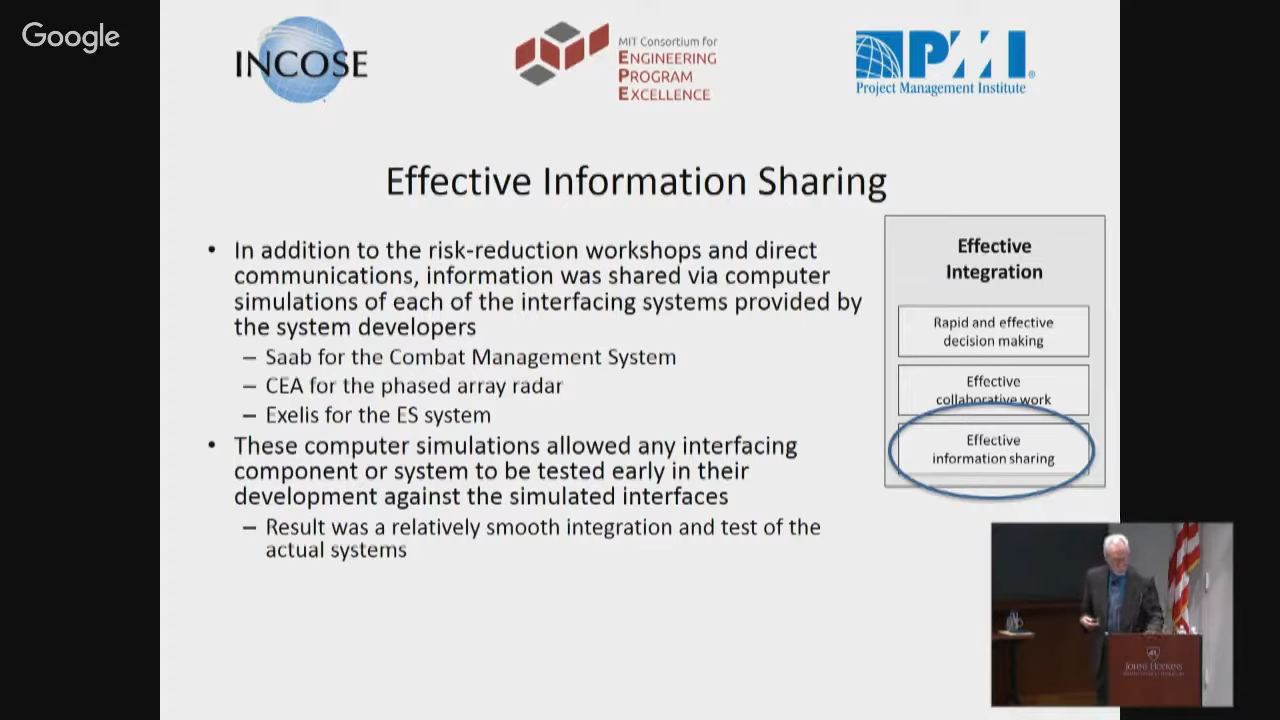 Google
INCOSE
MIT Consortium for
ENGINEERING
PROGRAM
EXCELLENCE
PMI
Project Management Institute
Effective Information Sharing
• In addition to the risk-reduction workshops and direct
communications, information was shared via computer
simulations of each of the interfacing systems provided by
the system developers
– Saab for the Combat Management System
– CEA for the phased array radar
– Exelis for the ES system
• These computer simulations allowed any interfacing
component or system to be tested early in their
development against the simulated interfaces
– Result was a relatively smooth integration and test of the
actual systems
Effective
Integration
Rapid and effective
decision making
Effective
collaborative work
Effective
information sharing
JOHNS HOPKINS